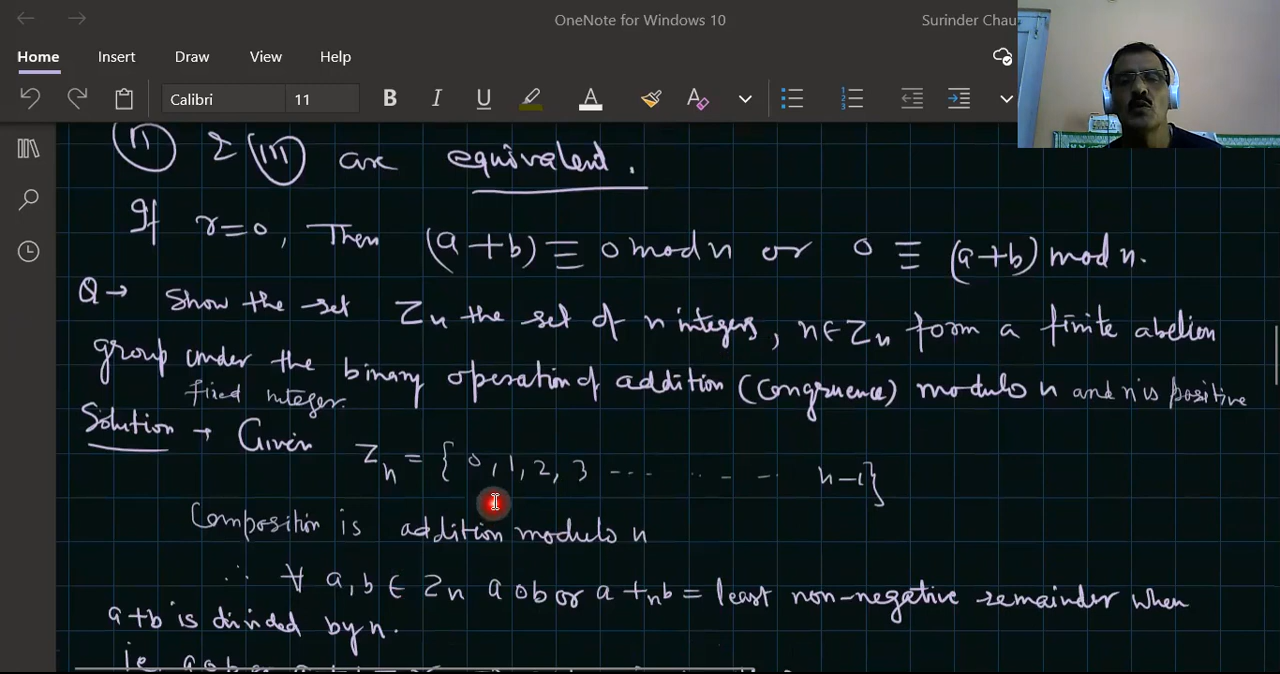 OneNote for Windows 10
Surinder Chau
Home Insert Draw View Help
Calibri 11 B I U A
(II) & (III) are equivalent.
If r=0, Then (a+b) ≡ 0 mod n or 0 ≡ (a+b) mod n.
Q → Show the set Zn the set of n integers, n∈Zn form a finite abelion
group under the binary operation of addition (Congruence) modulo n and n is positive
fixed integer.
Solution → Given Zn = { 0, 1, 2, 3 --- .. - - - n-1}
Composition is addition modulo n
∴ ∀ a, b ∈ Zn a o b or a +n b = least non-negative remainder when
a+b is divided by n.
ie